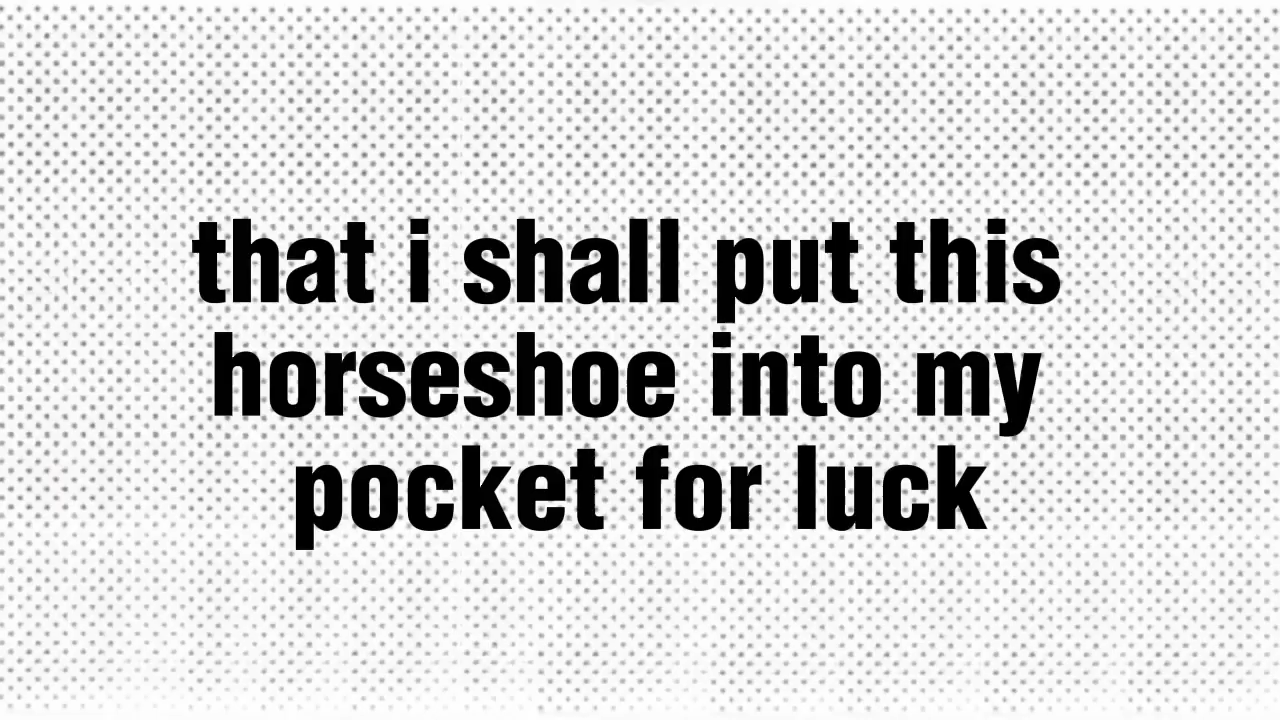 that i shall put this
horseshoe into my
pocket for luck